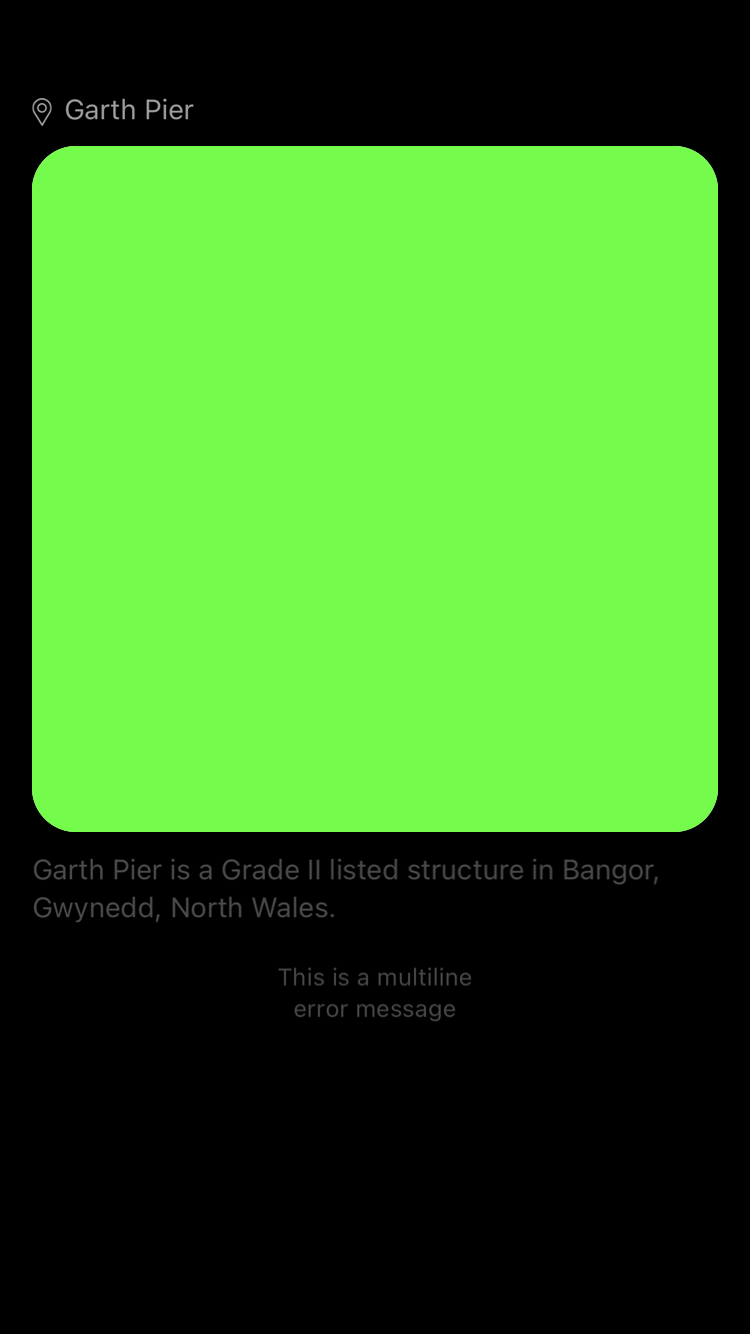 Garth Pier
Garth Pier is a Grade II listed structure in Bangor,
Gwynedd, North Wales.
This is a multiline
error message